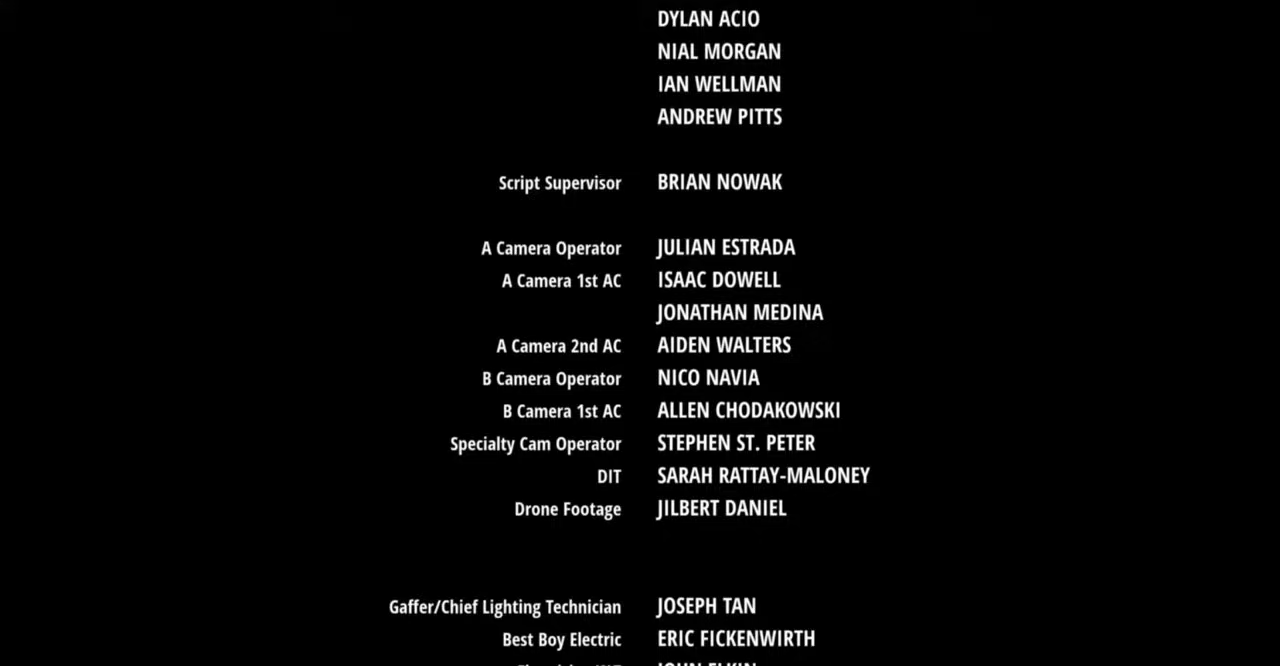 DYLAN ACIO
NIAL MORGAN
IAN WELLMAN
ANDREW PITTS
Script Supervisor BRIAN NOWAK
A Camera Operator JULIAN ESTRADA
A Camera 1st AC ISAAC DOWELL
JONATHAN MEDINA
A Camera 2nd AC AIDEN WALTERS
B Camera Operator NICO NAVIA
B Camera 1st AC ALLEN CHODAKOWSKI
Specialty Cam Operator STEPHEN ST. PETER
DIT SARAH RATTAY-MALONEY
Drone Footage JILBERT DANIEL
Gaffer/Chief Lighting Technician JOSEPH TAN
Best Boy Electric ERIC FICKENWIRTH
JOHN ELKIN